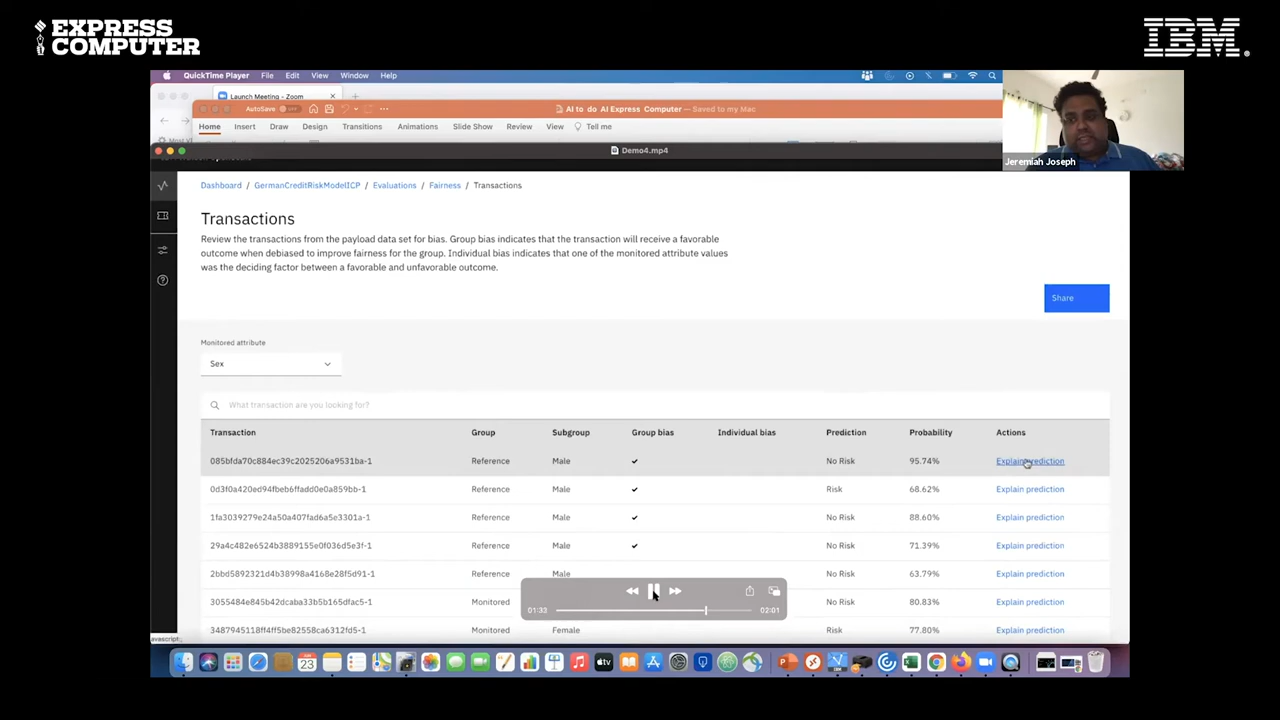 EXPRESS
COMPUTER
IBM
QuickTime Player File Edit View Window Help
Launch Meeting - Zoom
AutoSave OFF
AI to do AI Express Computer — Saved to my Mac
Home Insert Draw Design Transitions Animations Slide Show Review View Tell me
Demo4.mp4
Jeremiah Joseph
Dashboard / GermanCreditRiskModelICP / Evaluations / Fairness / Transactions
Transactions
Review the transactions from the payload data set for bias. Group bias indicates that the transaction will receive a favorable
outcome when debiased to improve fairness for the group. Individual bias indicates that one of the monitored attribute values
was the deciding factor between a favorable and unfavorable outcome.
Share
Monitored attribute
Sex
What transaction are you looking for?
Transaction Group Subgroup Group bias Individual bias Prediction Probability Actions
085bfda70c884ec39c2025206a9531ba-1 Reference Male ✓ No Risk 95.74% Explain prediction
0d3f0a420ed94fbeb6ffadd0e0a859bb-1 Reference Male ✓ Risk 68.62% Explain prediction
1fa3039279e24a50a407fad6a5e3301a-1 Reference Male ✓ No Risk 88.60% Explain prediction
29a4c482e6524b3889155e0f036d5e3f-1 Reference Male ✓ No Risk 71.39% Explain prediction
2bbd5892321d4b38998a4168e28f5d91-1 Reference Male No Risk 63.79% Explain prediction
3055484e845b42dcaba33b5b165dfac5-1 Monitored No Risk 80.83% Explain prediction
3487945118ff4ff5be82558ca6312fd5-1 Monitored Female Risk 77.80% Explain prediction
01:33 02:01
javascript:
JUN
23
tv